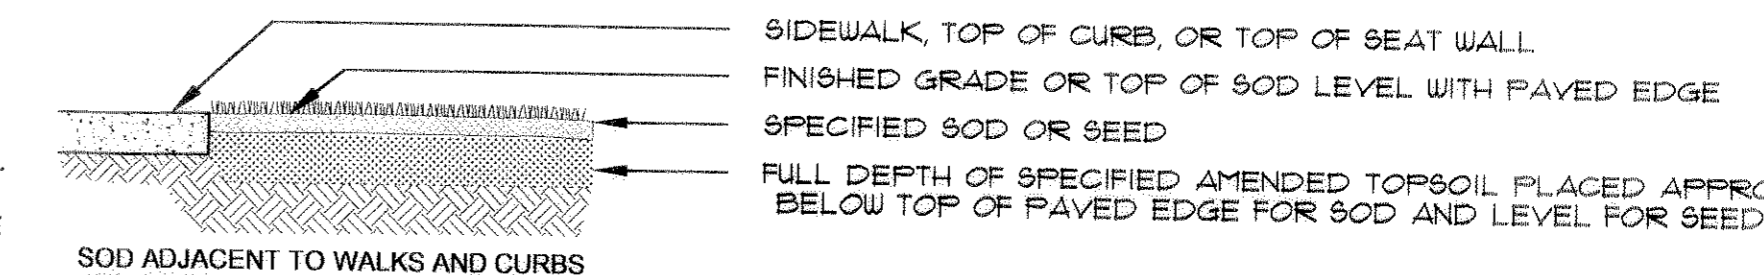 SIDEWALK, TOP OF CURB, OR TOP OF SEAT WALL
FINISHED GRADE OR TOP OF SOD LEVEL WITH PAVED EDGE
SPECIFIED SOD OR SEED
FULL DEPTH OF SPECIFIED AMENDED TOPSOIL PLACED
BELOW TOP OF PAVED EDGE FOR SOD AND LEVEL FOR SEED
SOD ADJACENT TO WALKS AND CURBS